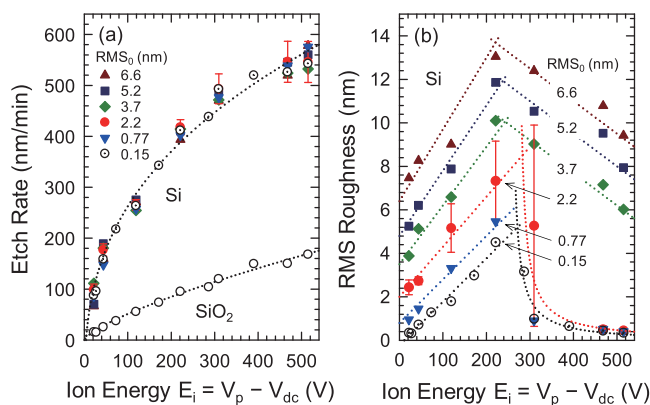 (a)
RMS₀ (nm)
6.6
5.2
3.7
2.2
0.77
0.15
Si
SiO₂
Etch Rate (nm/min)
600
500
400
300
200
100
0
0 100 200 300 400 500
Ion Energy Eᵢ = Vₚ – V_dc (V)
(b)
Si
RMS₀ (nm)
6.6
5.2
3.7
2.2
0.77
0.15
RMS Roughness (nm)
14
12
10
8
6
4
2
0
0 100 200 300 400 500
Ion Energy Eᵢ = Vₚ – V_dc (V)